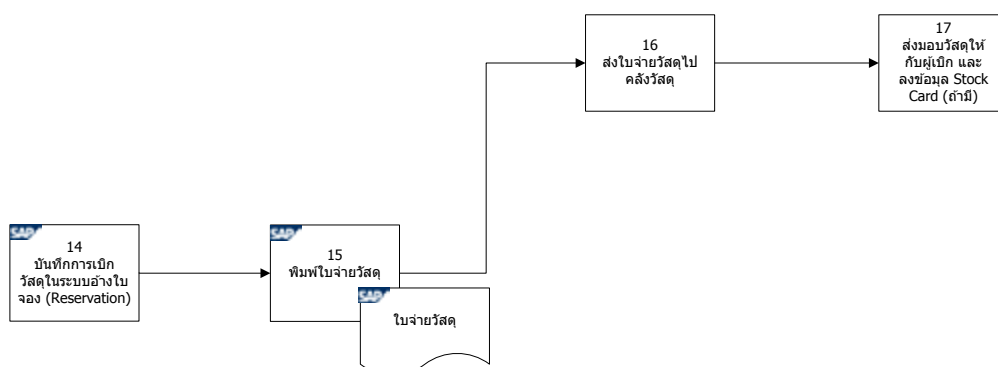 16
ส่งใบจ่ายวัสดุไป
คลังวัสดุ
17
ส่งมอบวัสดุให้
กับผู้เบิก และ
ลงข้อมูล Stock
Card (ถ้ามี)
SAP
14
บันทึกการเบิก
วัสดุในระบบอ้างใบ
จอง (Reservation)
SAP
15
พิมพ์ใบจ่ายวัสดุ
SAP
ใบจ่ายวัสดุ